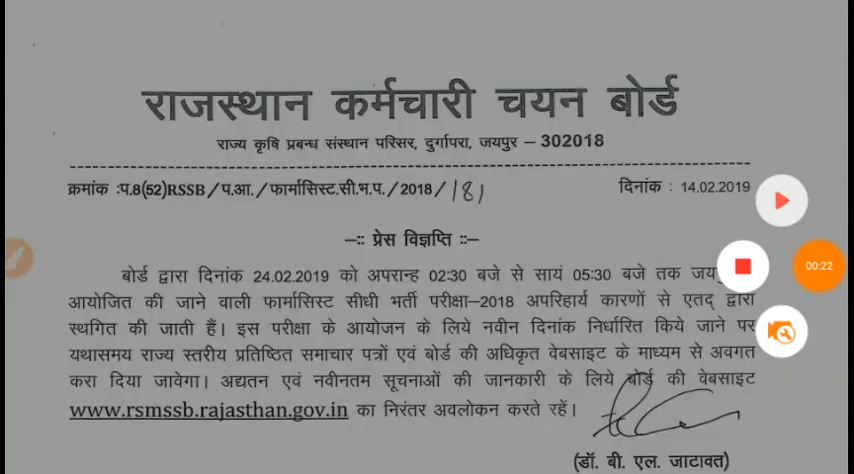 राजस्थान कर्मचारी चयन बोर्ड
राज्य कृषि प्रबन्ध संस्थान परिसर, दुर्गापरा, जयपुर – 302018
क्रमांक :प.8(52)RSSB/प.आ./फार्मासिस्ट.सी.भ.प./2018/181 दिनांक : 14.02.2019
–:: प्रेस विज्ञप्ति ::–
बोर्ड द्वारा दिनांक 24.02.2019 को अपरान्ह 02:30 बजे से सायं 05:30 बजे तक
आयोजित की जाने वाली फार्मासिस्ट सीधी भर्ती परीक्षा–2018 अपरिहार्य कारणों से एतद् द्वारा
स्थगित की जाती हैं। इस परीक्षा के आयोजन के लिये नवीन दिनांक निर्धारित किये जाने पर
यथासमय राज्य स्तरीय प्रतिष्ठित समाचार पत्रों एवं बोर्ड की अधिकृत वेबसाइट के माध्यम से अवगत
करा दिया जावेगा। अद्यतन एवं नवीनतम सूचनाओं की जानकारी के लिये बोर्ड की वेबसाइट
www.rsmssb.rajasthan.gov.in का निरंतर अवलोकन करते रहें।
(डॉ. बी. एल. जाटावत)
00:22